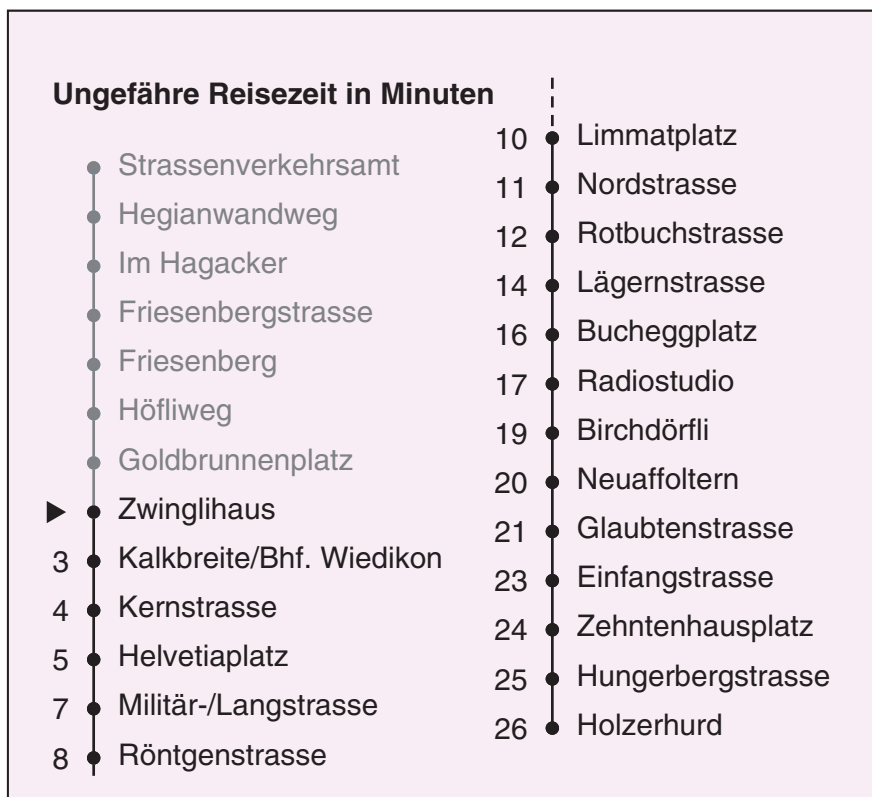 Ungefähre Reisezeit in Minuten
Strassenverkehrsamt
Hegianwandweg
Im Hagacker
Friesenbergstrasse
Friesenberg
Höfliweg
Goldbrunnenplatz
Zwinglihaus
3 Kalkbreite/Bhf. Wiedikon
4 Kernstrasse
5 Helvetiaplatz
7 Militär-/Langstrasse
8 Röntgenstrasse
10 Limmatplatz
11 Nordstrasse
12 Rotbuchstrasse
14 Lägernstrasse
16 Bucheggplatz
17 Radiostudio
19 Birchdörfli
20 Neuaffoltern
21 Glaubtenstrasse
23 Einfangstrasse
24 Zehntenhausplatz
25 Hungerbergstrasse
26 Holzerhurd